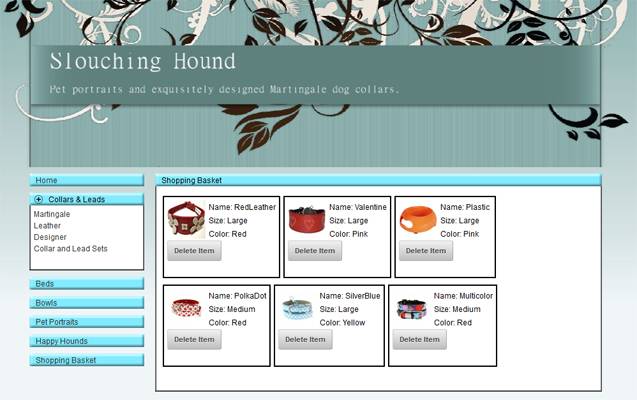 Slouching Hound
Pet portraits and exquisitely designed Martingale dog collars.
Home
Collars & Leads
Martingale
Leather
Designer
Collar and Lead Sets
Beds
Bowls
Pet Portraits
Happy Hounds
Shopping Basket
Shopping Basket
Name: RedLeather
Size: Large
Color: Red
Delete Item
Name: Valentine
Size: Large
Color: Pink
Delete Item
Name: Plastic
Size: Large
Color: Pink
Delete Item
Name: PolkaDot
Size: Medium
Color: Red
Delete Item
Name: SilverBlue
Size: Large
Color: Yellow
Delete Item
Name: Multicolor
Size: Medium
Color: Red
Delete Item